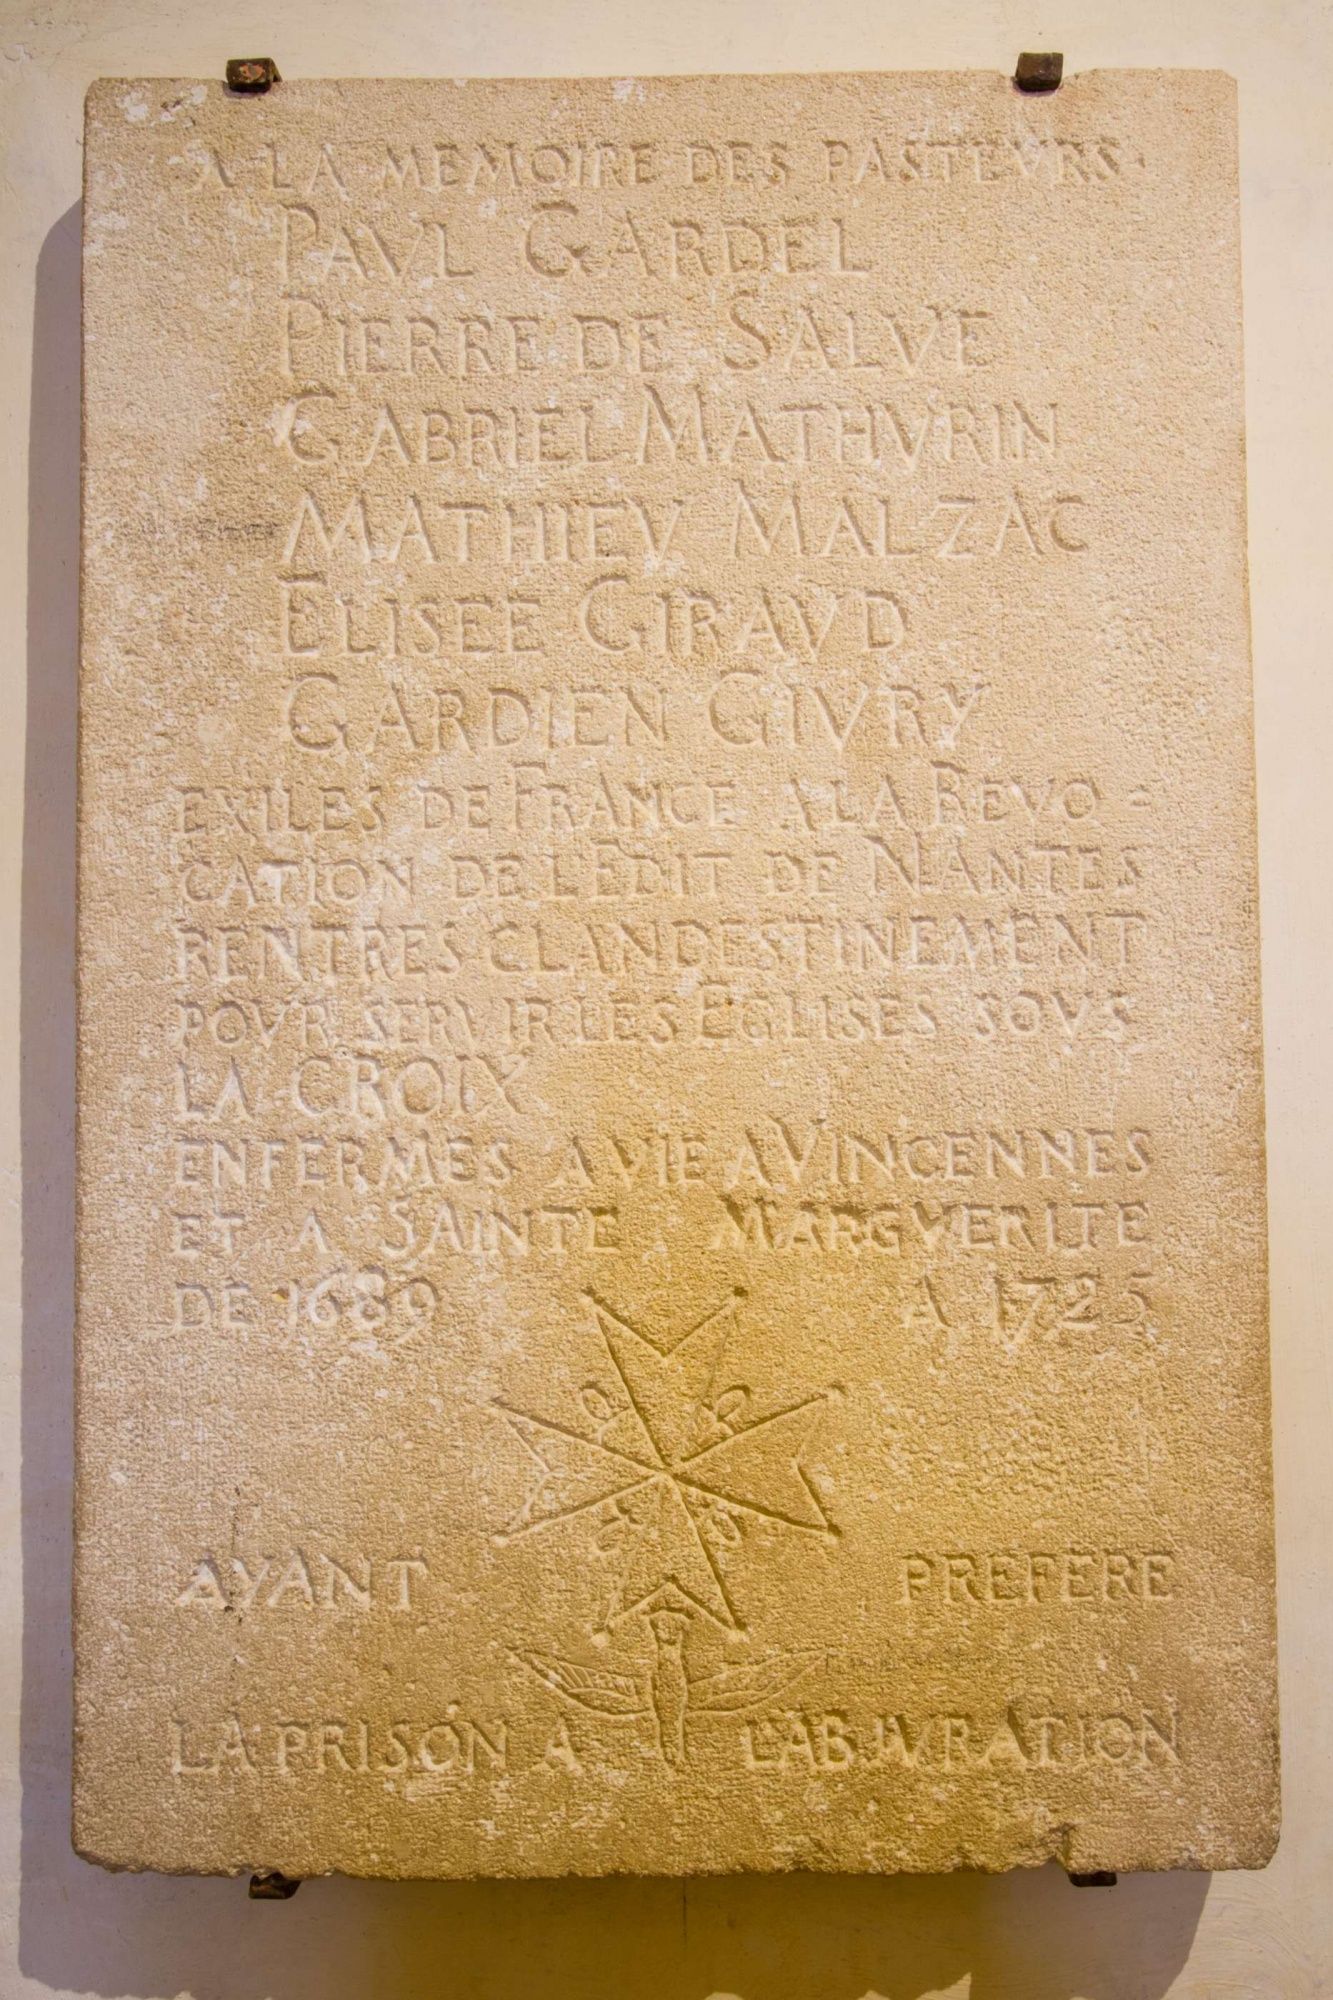 A LA MEMOIRE DES PASTEVRS.
PAVL GARDEL
PIERRE DE SALVE
GABRIEL MATHVRIN
MATHIEV MALZAC
ELISEE GIRAVD
GARDIEN GIVRY
EXILES DE FRANCE A LA REVO=
CATION DE L'EDIT DE NANTES
RENTRES CLANDESTINEMENT
POVR SERVIR LES EGLISES SOVS
LA CROIX
ENFERMES A VIE A VINCENNES
ET A SAINTE MARGVERITE
DE 1689 A 1725
AYANT PREFERE
LA PRISON A L'ABJVRATION